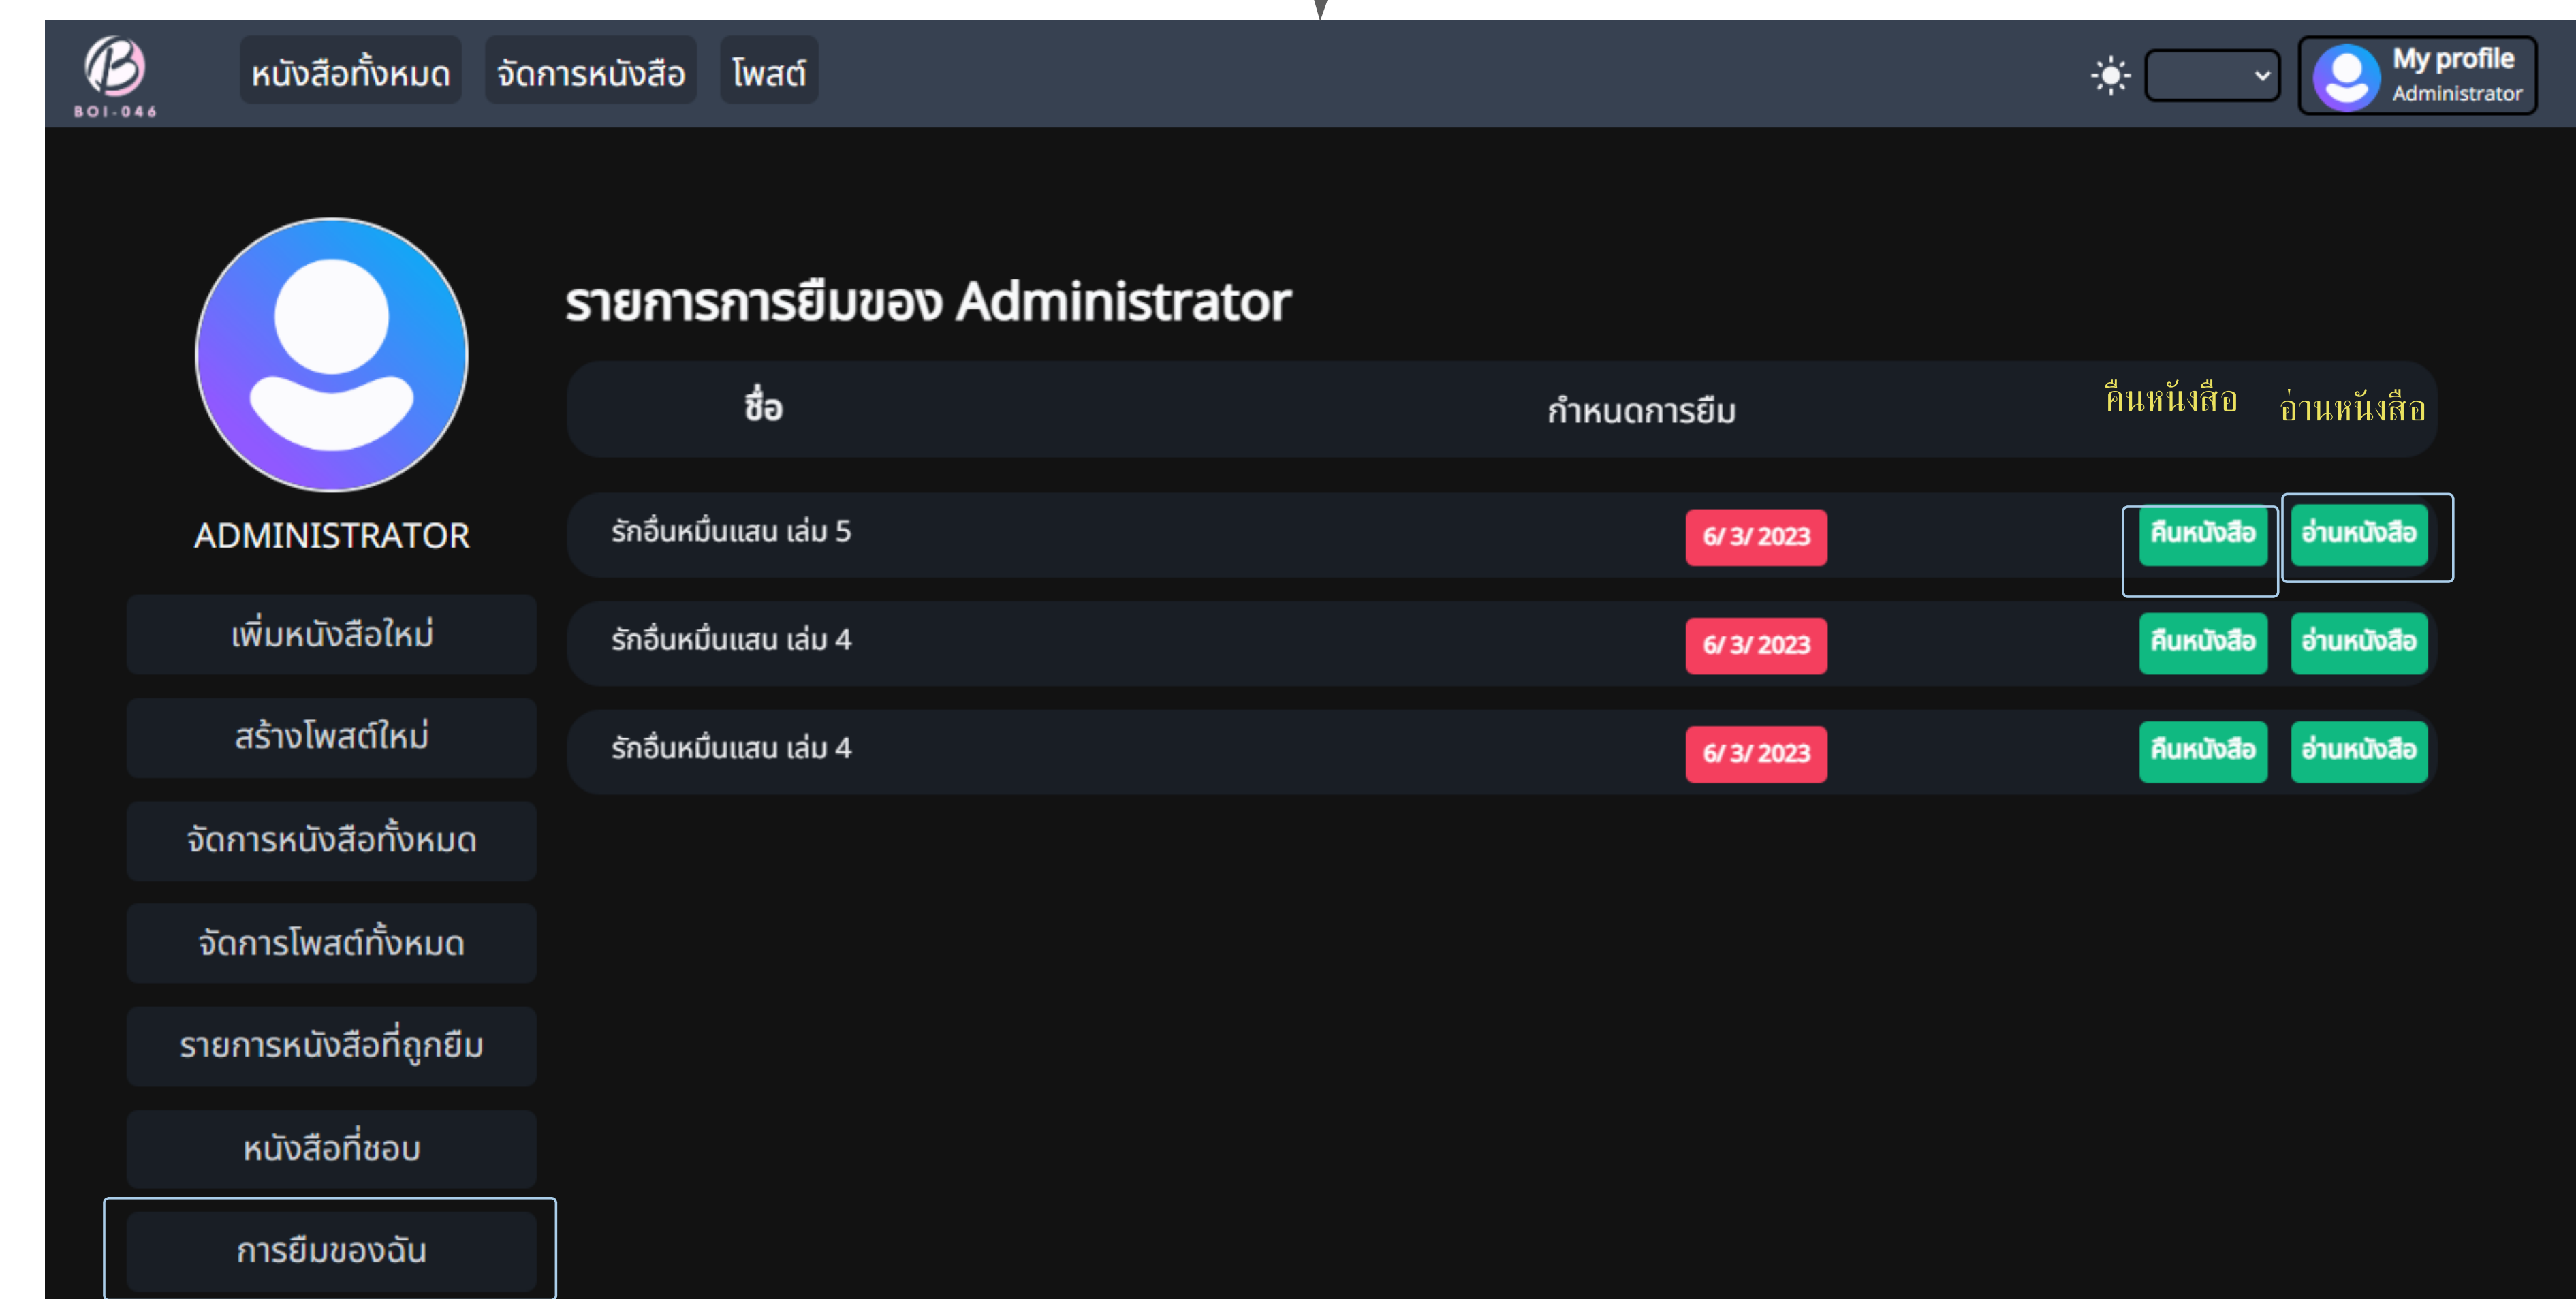 BOI-046
หนังสือทั้งหมด จัดการหนังสือ โพสต์
My profile
Administrator
ADMINISTRATOR
เพิ่มหนังสือใหม่
สร้างโพสต์ใหม่
จัดการหนังสือทั้งหมด
จัดการโพสต์ทั้งหมด
รายการหนังสือที่ถูกยืม
หนังสือที่ชอบ
การยืมของฉัน
รายการการยืมของ Administrator
ชื่อ กำหนดการยืม คืนหนังสือ อ่านหนังสือ
รักอื่นหมื่นแสน เล่ม 5 6/ 3/ 2023 คืนหนังสือ อ่านหนังสือ
รักอื่นหมื่นแสน เล่ม 4 6/ 3/ 2023 คืนหนังสือ อ่านหนังสือ
รักอื่นหมื่นแสน เล่ม 4 6/ 3/ 2023 คืนหนังสือ อ่านหนังสือ